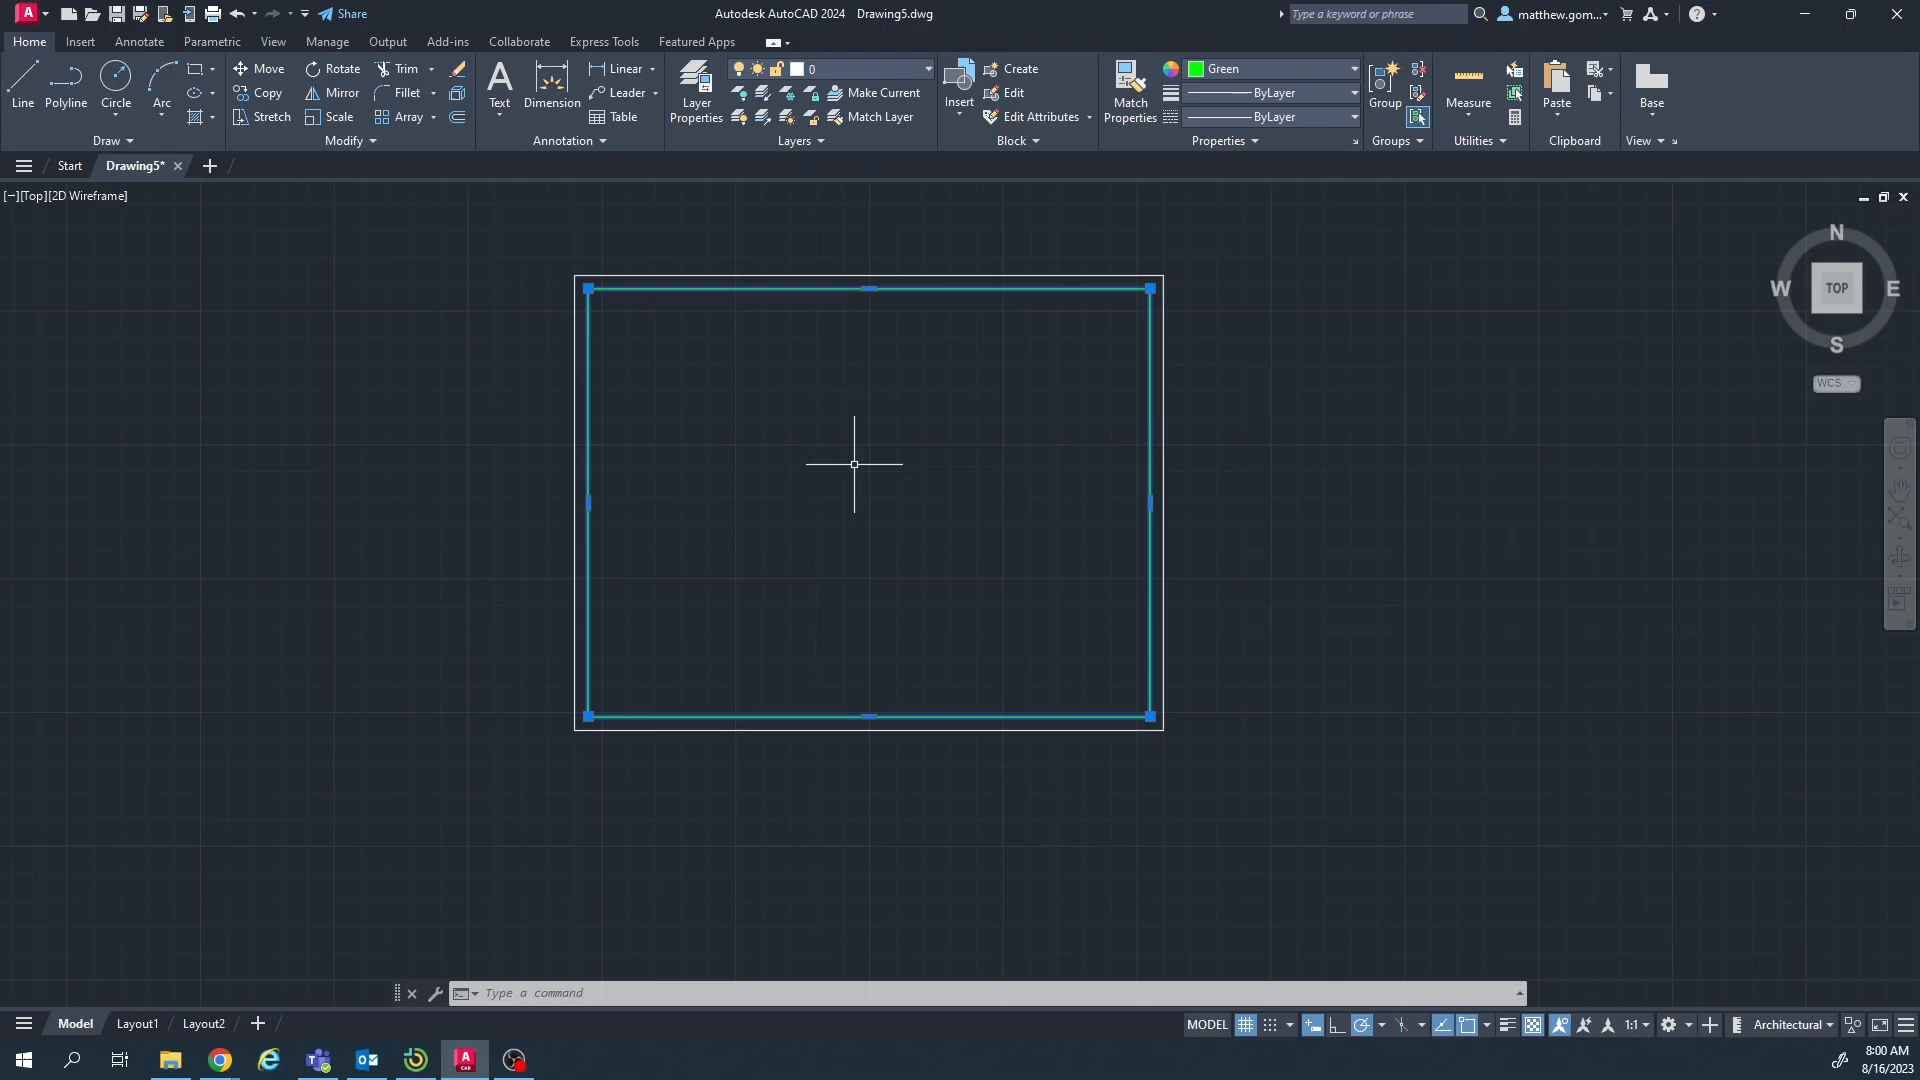 A Share Autodesk AutoCAD 2024 Drawing5.dwg Type a keyword or phrase matthew.gom... ?
Home Insert Annotate Parametric View Manage Output Add-ins Collaborate Express Tools Featured Apps
Line Polyline Circle Arc
Move Rotate Trim
Copy Mirror Fillet
Stretch Scale Array
Text Dimension
Linear
Leader
Table
Layer
Properties
0
Make Current
Match Layer
Insert
Create
Edit
Edit Attributes
Match
Properties
Green
ByLayer
ByLayer
Group
Measure
Paste
Base
Draw Modify Annotation Layers Block Properties Groups Utilities Clipboard View
Start Drawing5*
[−][Top][2D Wireframe]
N
W TOP E
S
WCS
Type a command
Model Layout1 Layout2 MODEL 1:1 Architectural
8:00 AM
8/16/2023
A
CAD